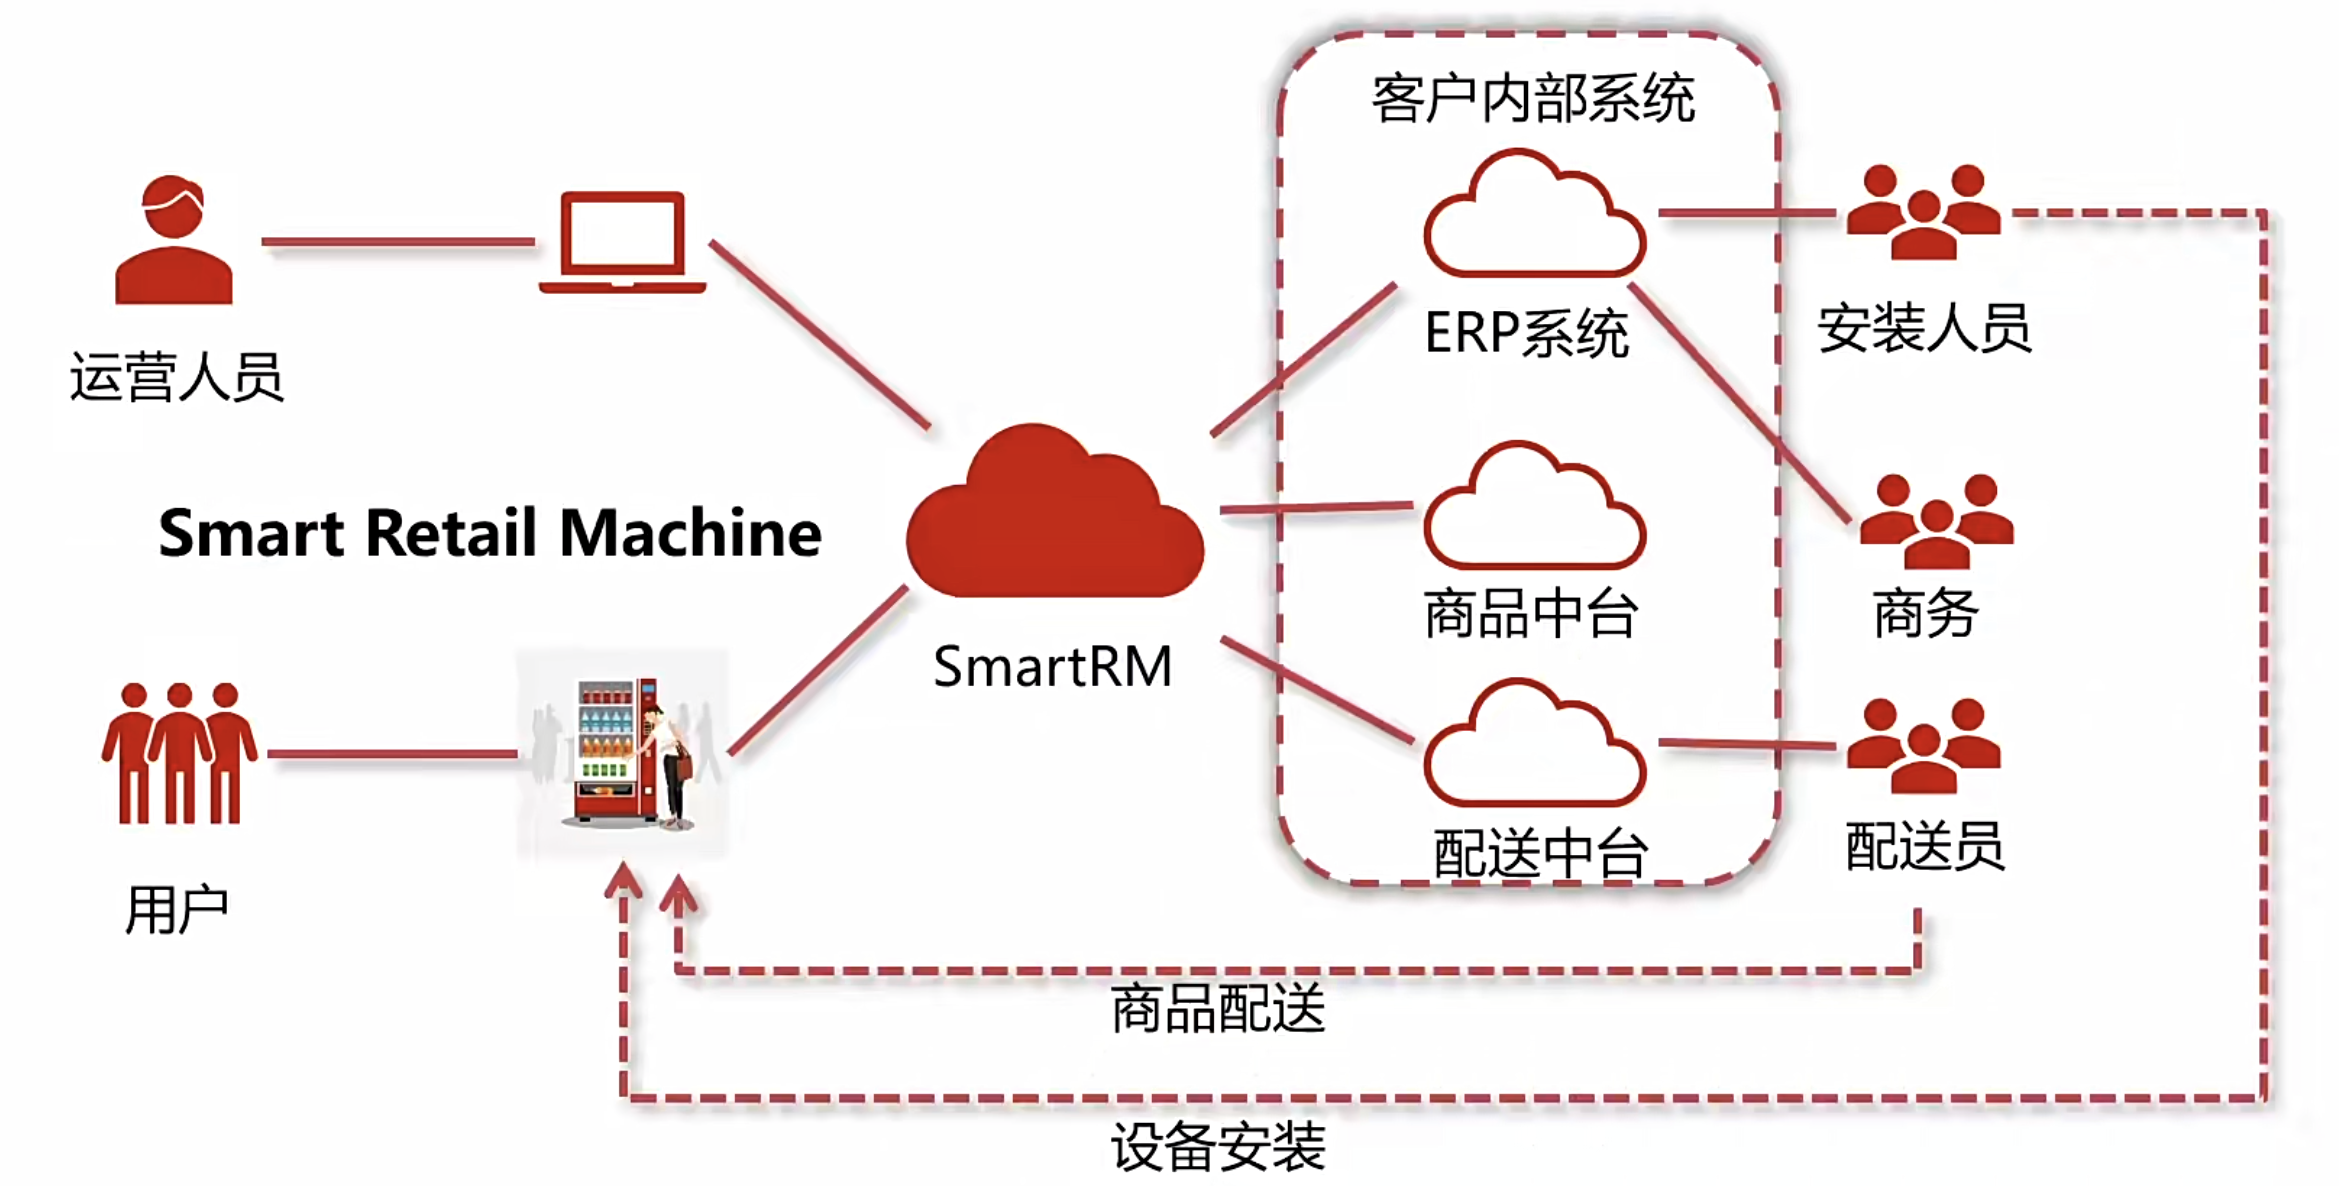 客户内部系统
运营人员
ERP系统
安装人员
Smart Retail Machine
SmartRM
商品中台
商务
用户
配送中台
配送员
商品配送
设备安装